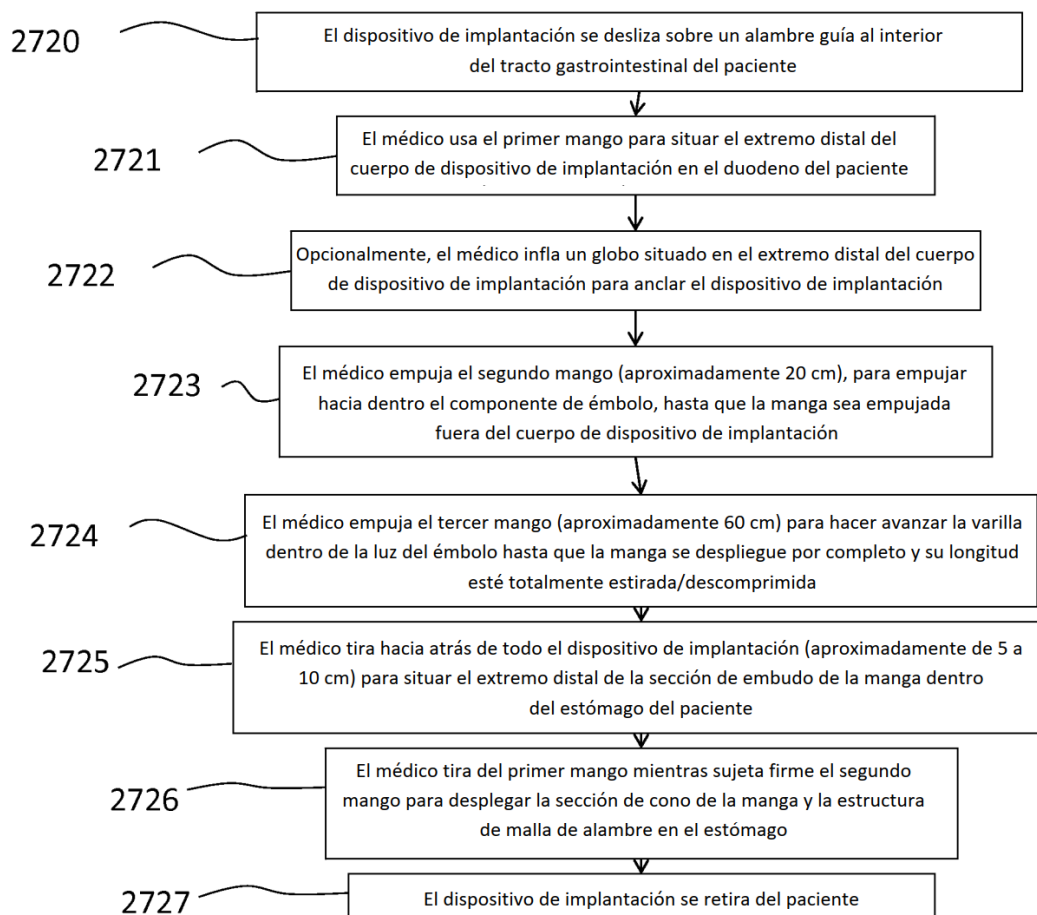 2720
El dispositivo de implantación se desliza sobre un alambre guía al interior
del tracto gastrointestinal del paciente
2721
El médico usa el primer mango para situar el extremo distal del
cuerpo de dispositivo de implantación en el duodeno del paciente
2722
Opcionalmente, el médico infla un globo situado en el extremo distal del cuerpo
de dispositivo de implantación para anclar el dispositivo de implantación
2723
El médico empuja el segundo mango (aproximadamente 20 cm), para empujar
hacia dentro el componente de émbolo, hasta que la manga sea empujada
fuera del cuerpo de dispositivo de implantación
2724
El médico empuja el tercer mango (aproximadamente 60 cm) para hacer avanzar la varilla
dentro de la luz del émbolo hasta que la manga se despliegue por completo y su longitud
esté totalmente estirada/descomprimida
2725
El médico tira hacia atrás de todo el dispositivo de implantación (aproximadamente de 5 a
10 cm) para situar el extremo distal de la sección de embudo de la manga dentro
del estómago del paciente
2726
El médico tira del primer mango mientras sujeta firme el segundo
mango para desplegar la sección de cono de la manga y la estructura
de malla de alambre en el estómago
2727
El dispositivo de implantación se retira del paciente